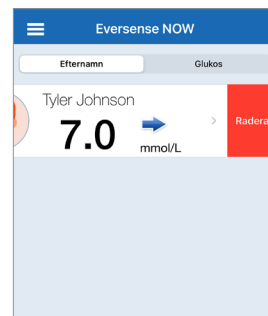 Eversense NOW
Efternamn Glukos
Tyler Johnson
7.0
mmol/L
Radera